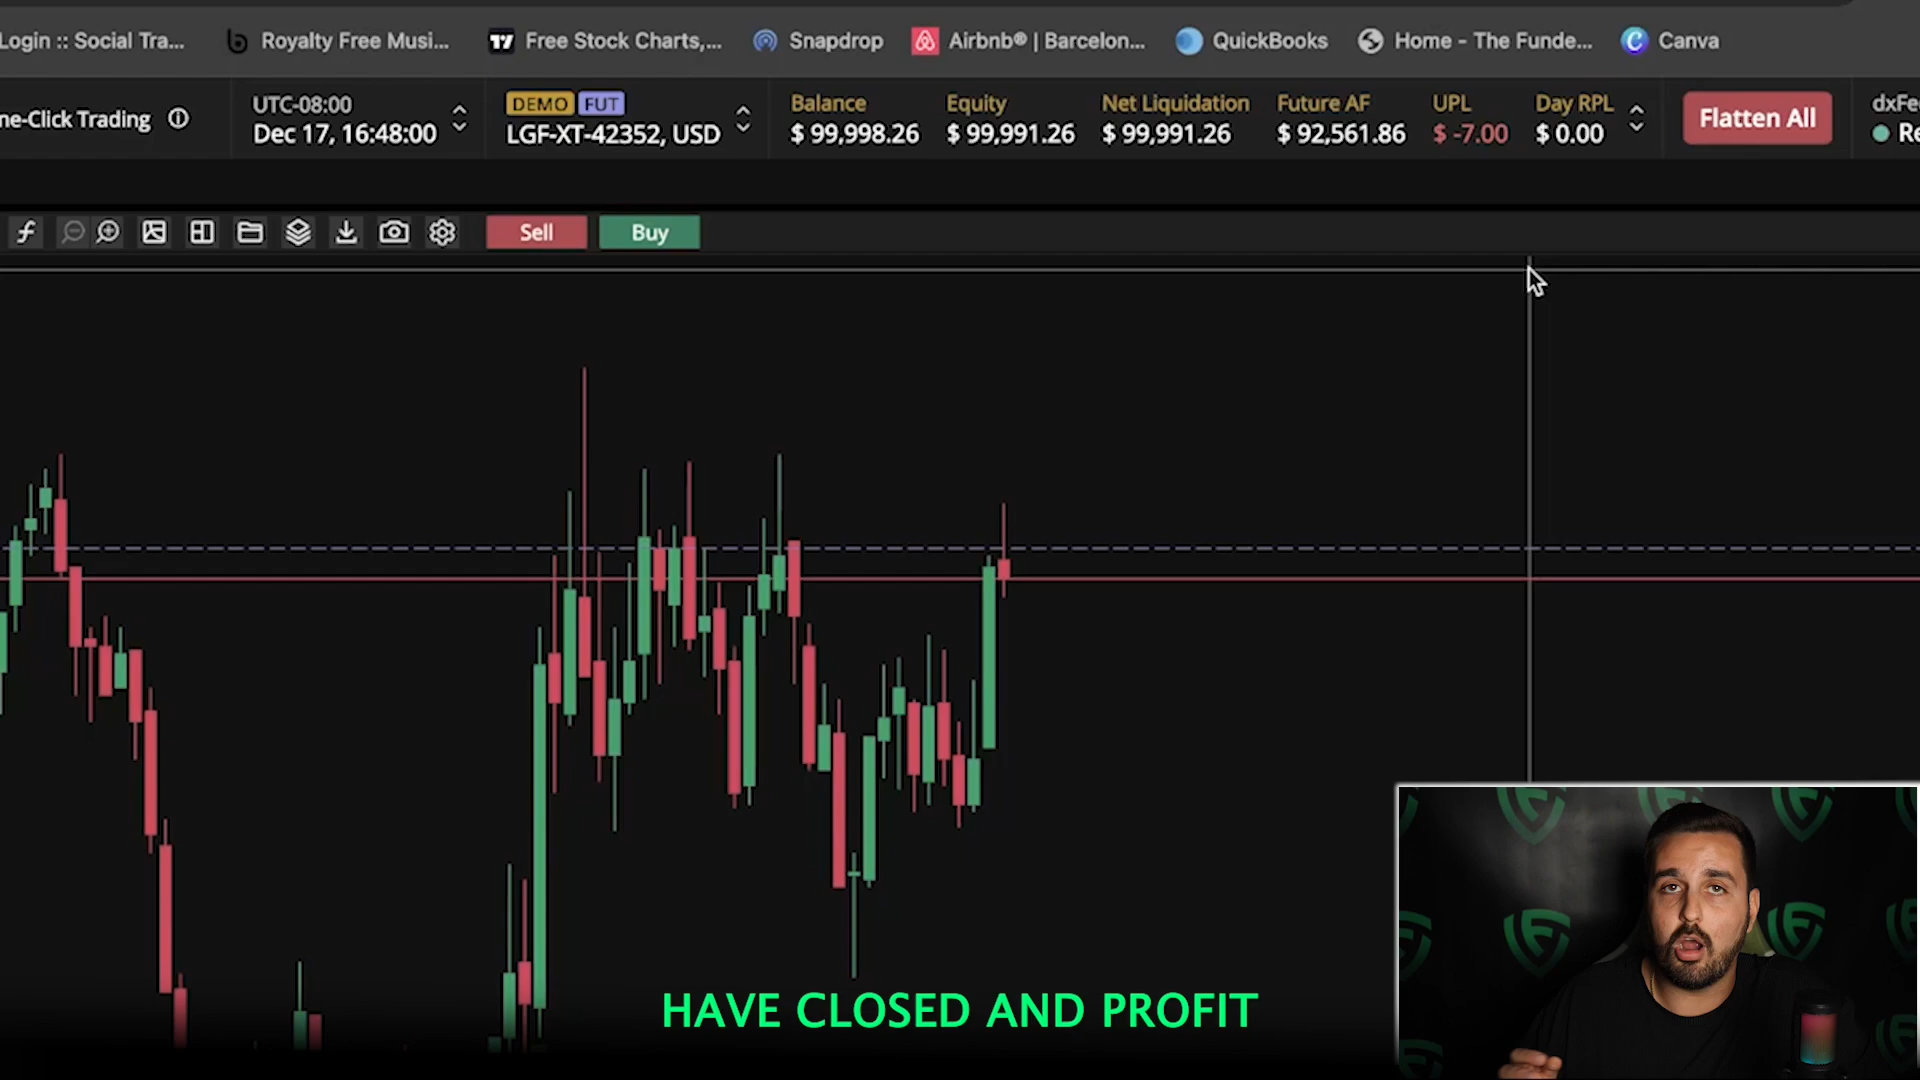 Login :: Social Tra...
Royalty Free Musi...
Free Stock Charts,...
Snapdrop
Airbnb® | Barcelon...
QuickBooks
Home - The Funde...
Canva
ne-Click Trading
UTC-08:00
Dec 17, 16:48:00
DEMO FUT
LGF-XT-42352, USD
Balance
$ 99,998.26
Equity
$ 99,991.26
Net Liquidation
$ 99,991.26
Future AF
$ 92,561.86
UPL
$ -7.00
Day RPL
$ 0.00
Flatten All
dxFe
Re
Sell
Buy
HAVE CLOSED AND PROFIT